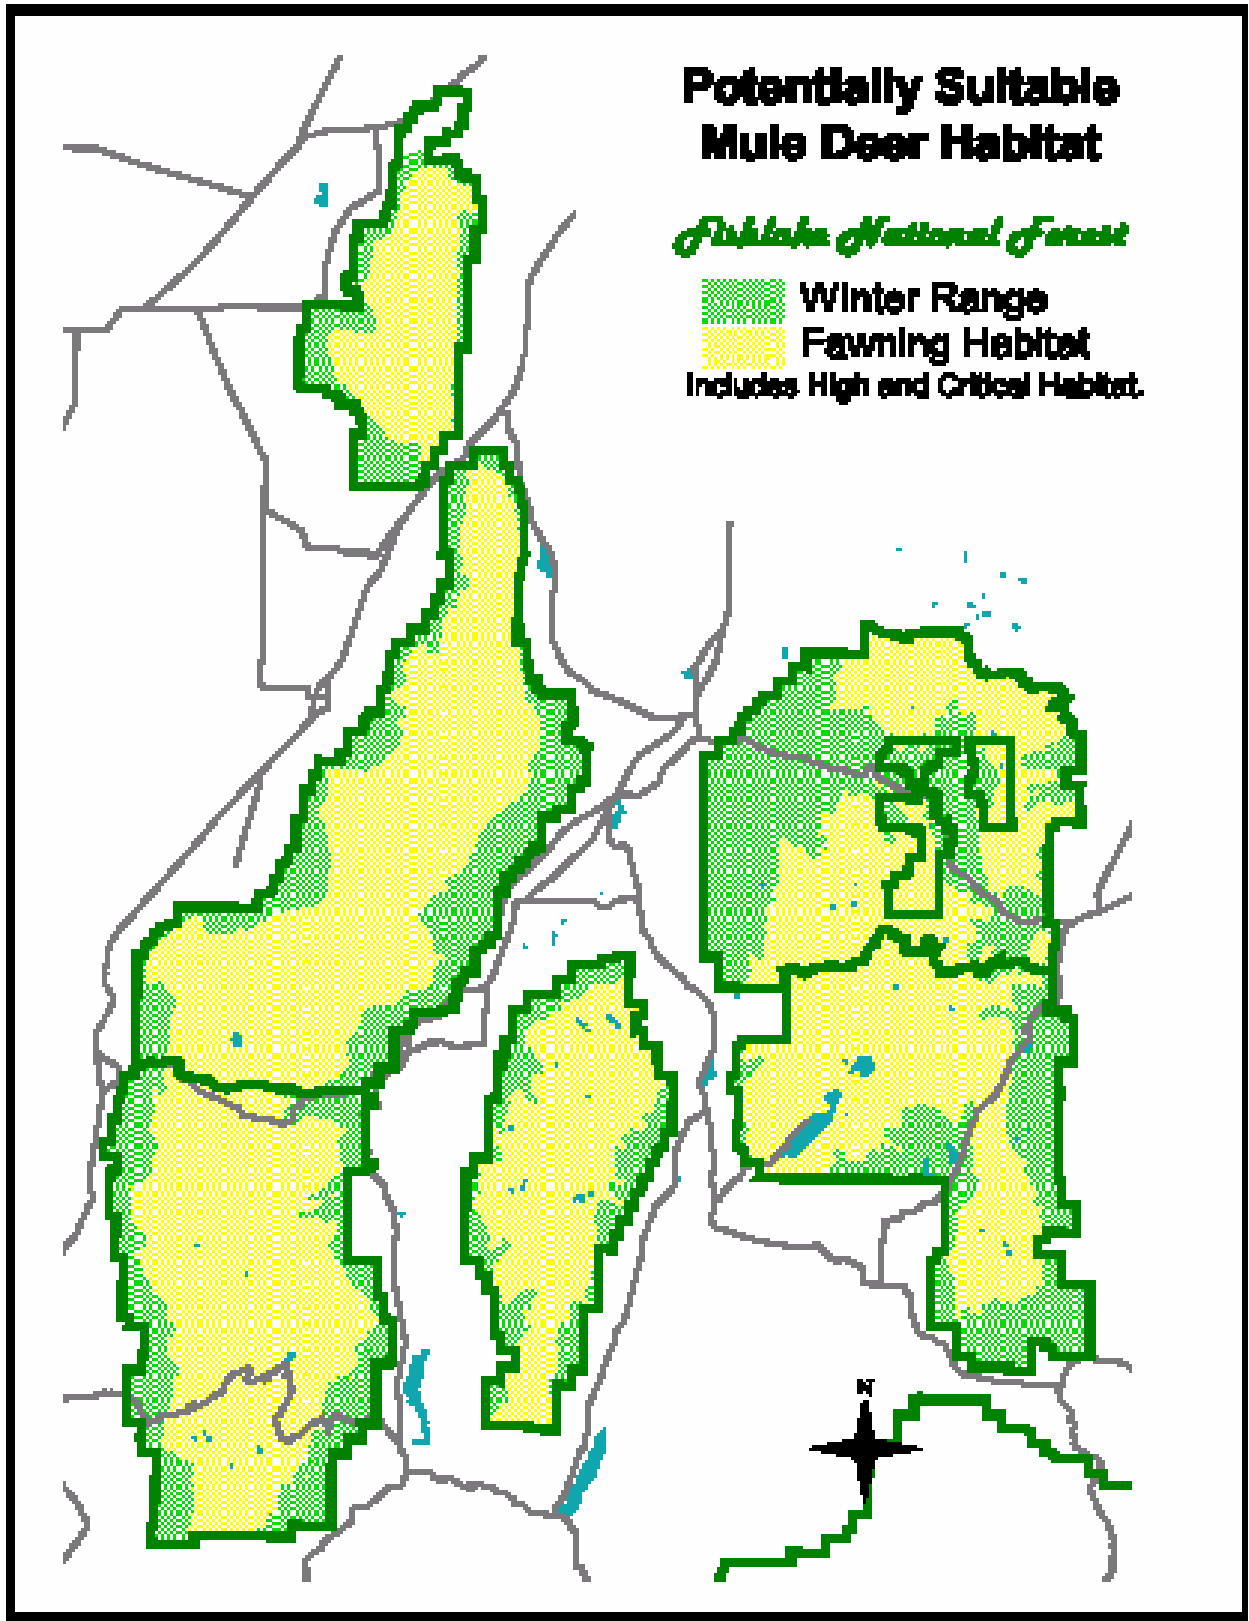 Potentially Suitable
Mule Deer Habitat
Fishlake National Forest
Winter Range
Fawning Habitat
Includes High and Critical Habitat.
N